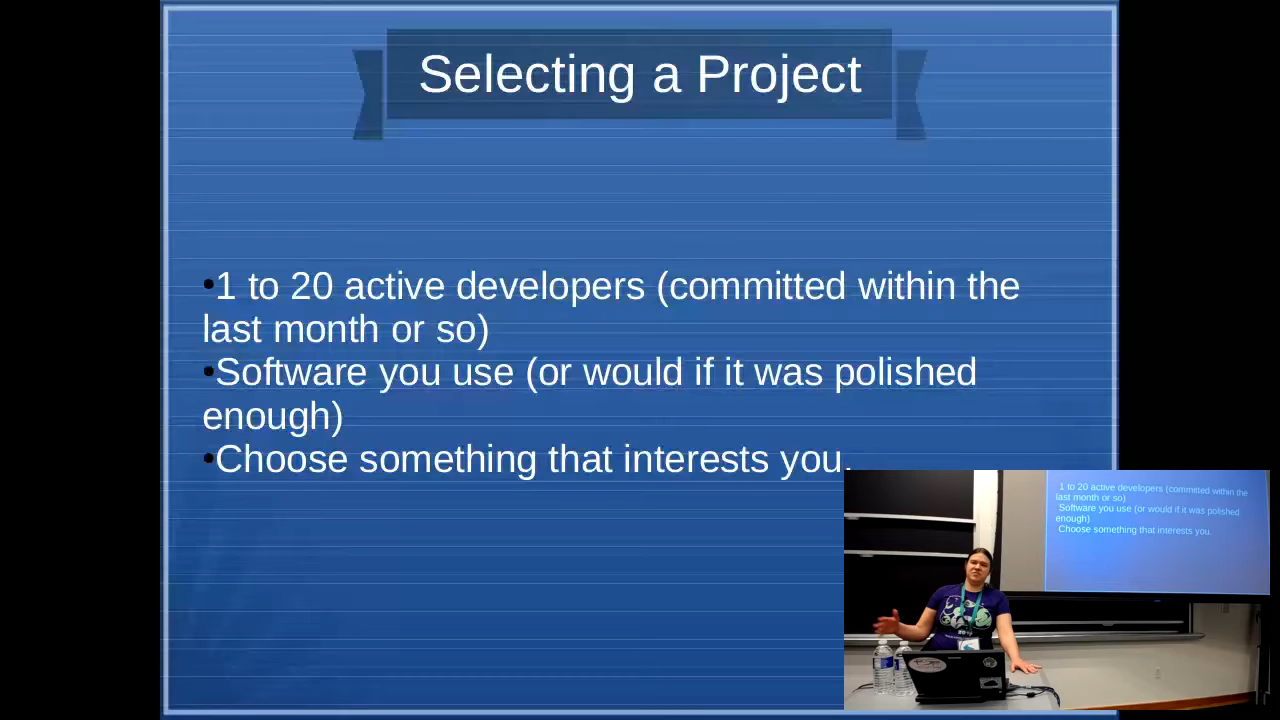 Selecting a Project
•1 to 20 active developers (committed within the
last month or so)
•Software you use (or would if it was polished
enough)
•Choose something that interests you.
1 to 20 active developers (committed within the
last month or so)
Software you use (or would if it was polished
enough)
Choose something that interests you.